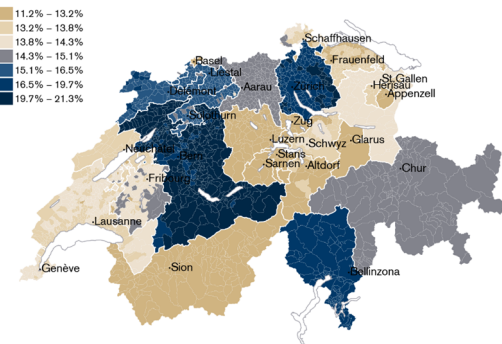 11.2% – 13.2%
13.2% – 13.8%
13.8% – 14.3%
14.3% – 15.1%
15.1% – 16.5%
16.5% – 19.7%
19.7% – 21.3%
Schaffhausen
Basel
Frauenfeld
Liestal
St.Gallen
Delémont
Aarau
Zürich
Herisau
Appenzell
Solothurn
Zug
Neuchâtel
Luzern
Schwyz
Glarus
Bern
Stans
Sarnen
Altdorf
Chur
Fribourg
Lausanne
Genève
Sion
Bellinzona